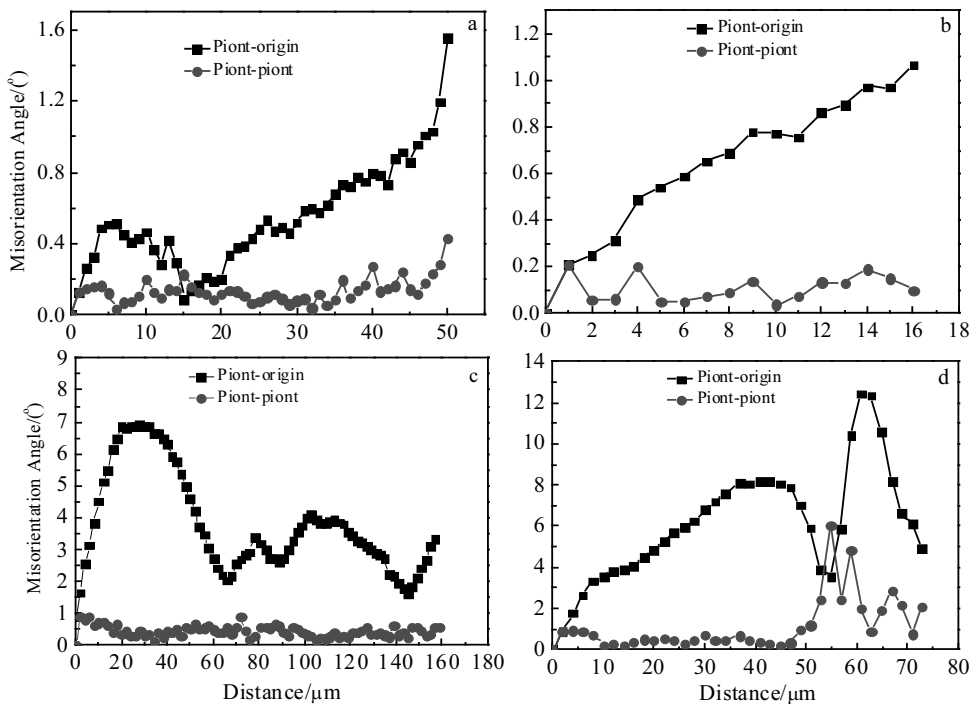 a
Piont-origin
Piont-piont
Misorientation Angle/(°)
1.6
1.2
0.8
0.4
0.0
0 10 20 30 40 50
b
Piont-origin
Piont-piont
1.2
1.0
0.8
0.6
0.4
0.2
0.0
0 2 4 6 8 10 12 14 16 18
c
Piont-origin
Piont-piont
Misorientation Angle/(°)
9
8
7
6
5
4
3
2
1
0
0 20 40 60 80 100 120 140 160 180
Distance/μm
d
Piont-origin
Piont-piont
14
12
10
8
6
4
2
0
0 10 20 30 40 50 60 70 80
Distance/μm